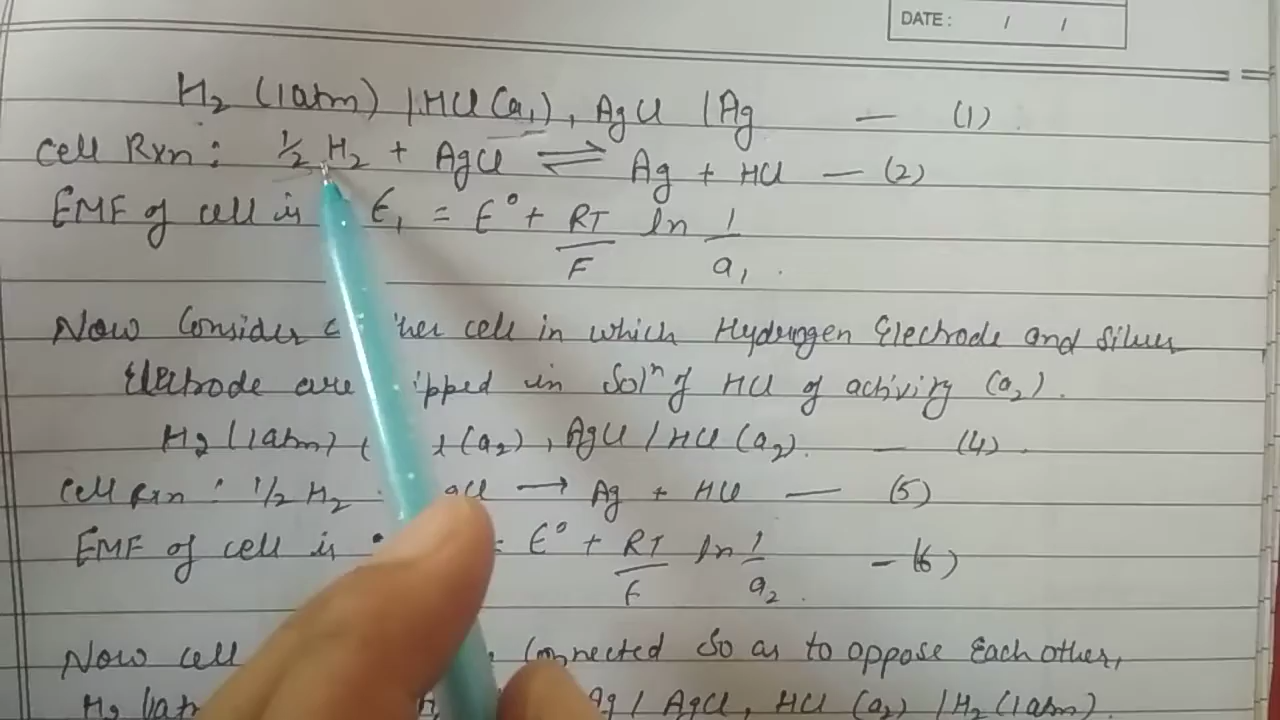 DATE : / /
H₂ (1atm) | HCl (a₁), AgCl | Ag — (1)
Cell Rxn : ½ H₂ + AgCl ⇌ Ag + HCl — (2)
EMF of cell is E₁ = E° + RT/F ln 1/a₁ .
Now Consider cell in which Hydrogen Electrode and Silver
Electrode are in Solⁿ of HCl of activity (a₂).
H₂ (1atm) (a₂), AgCl / HCl (a₂). — (4).
Cell Rxn : ½ H₂ → Ag + HCl — (5)
EMF of cell is = E° + RT/F ln 1/a₂ . — (6)
Now cell Connected So as to oppose Each other,
H₂ (1atm Ag / AgCl, HCl (a₂) / H₂ (1atm).